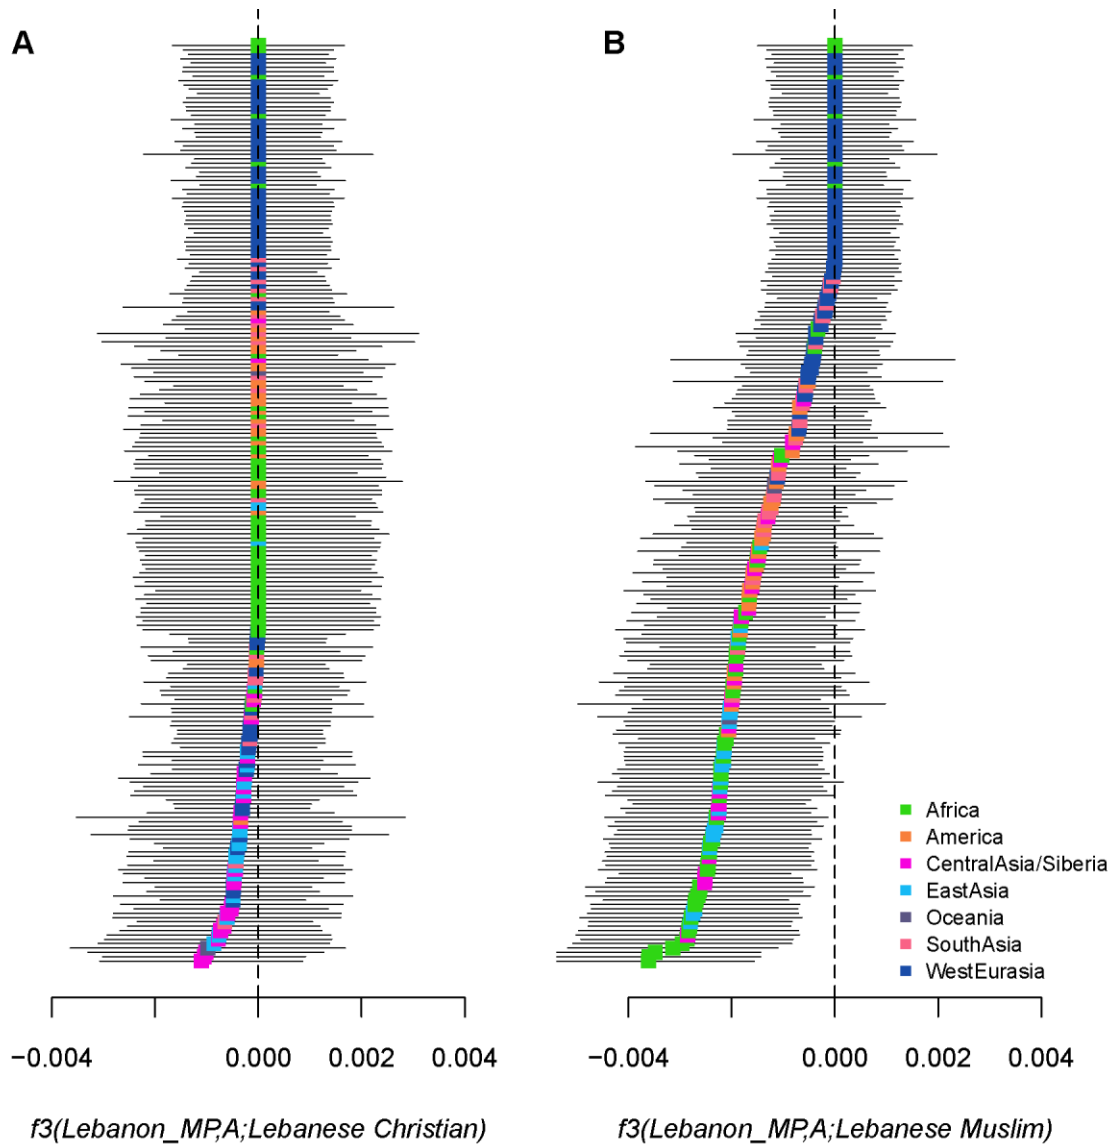 A
B
Africa
America
CentralAsia/Siberia
EastAsia
Oceania
SouthAsia
WestEurasia
−0.004 0.000 0.002 0.004
−0.004 0.000 0.002 0.004
f3(Lebanon_MP,A;Lebanese Christian)
f3(Lebanon_MP,A;Lebanese Muslim)